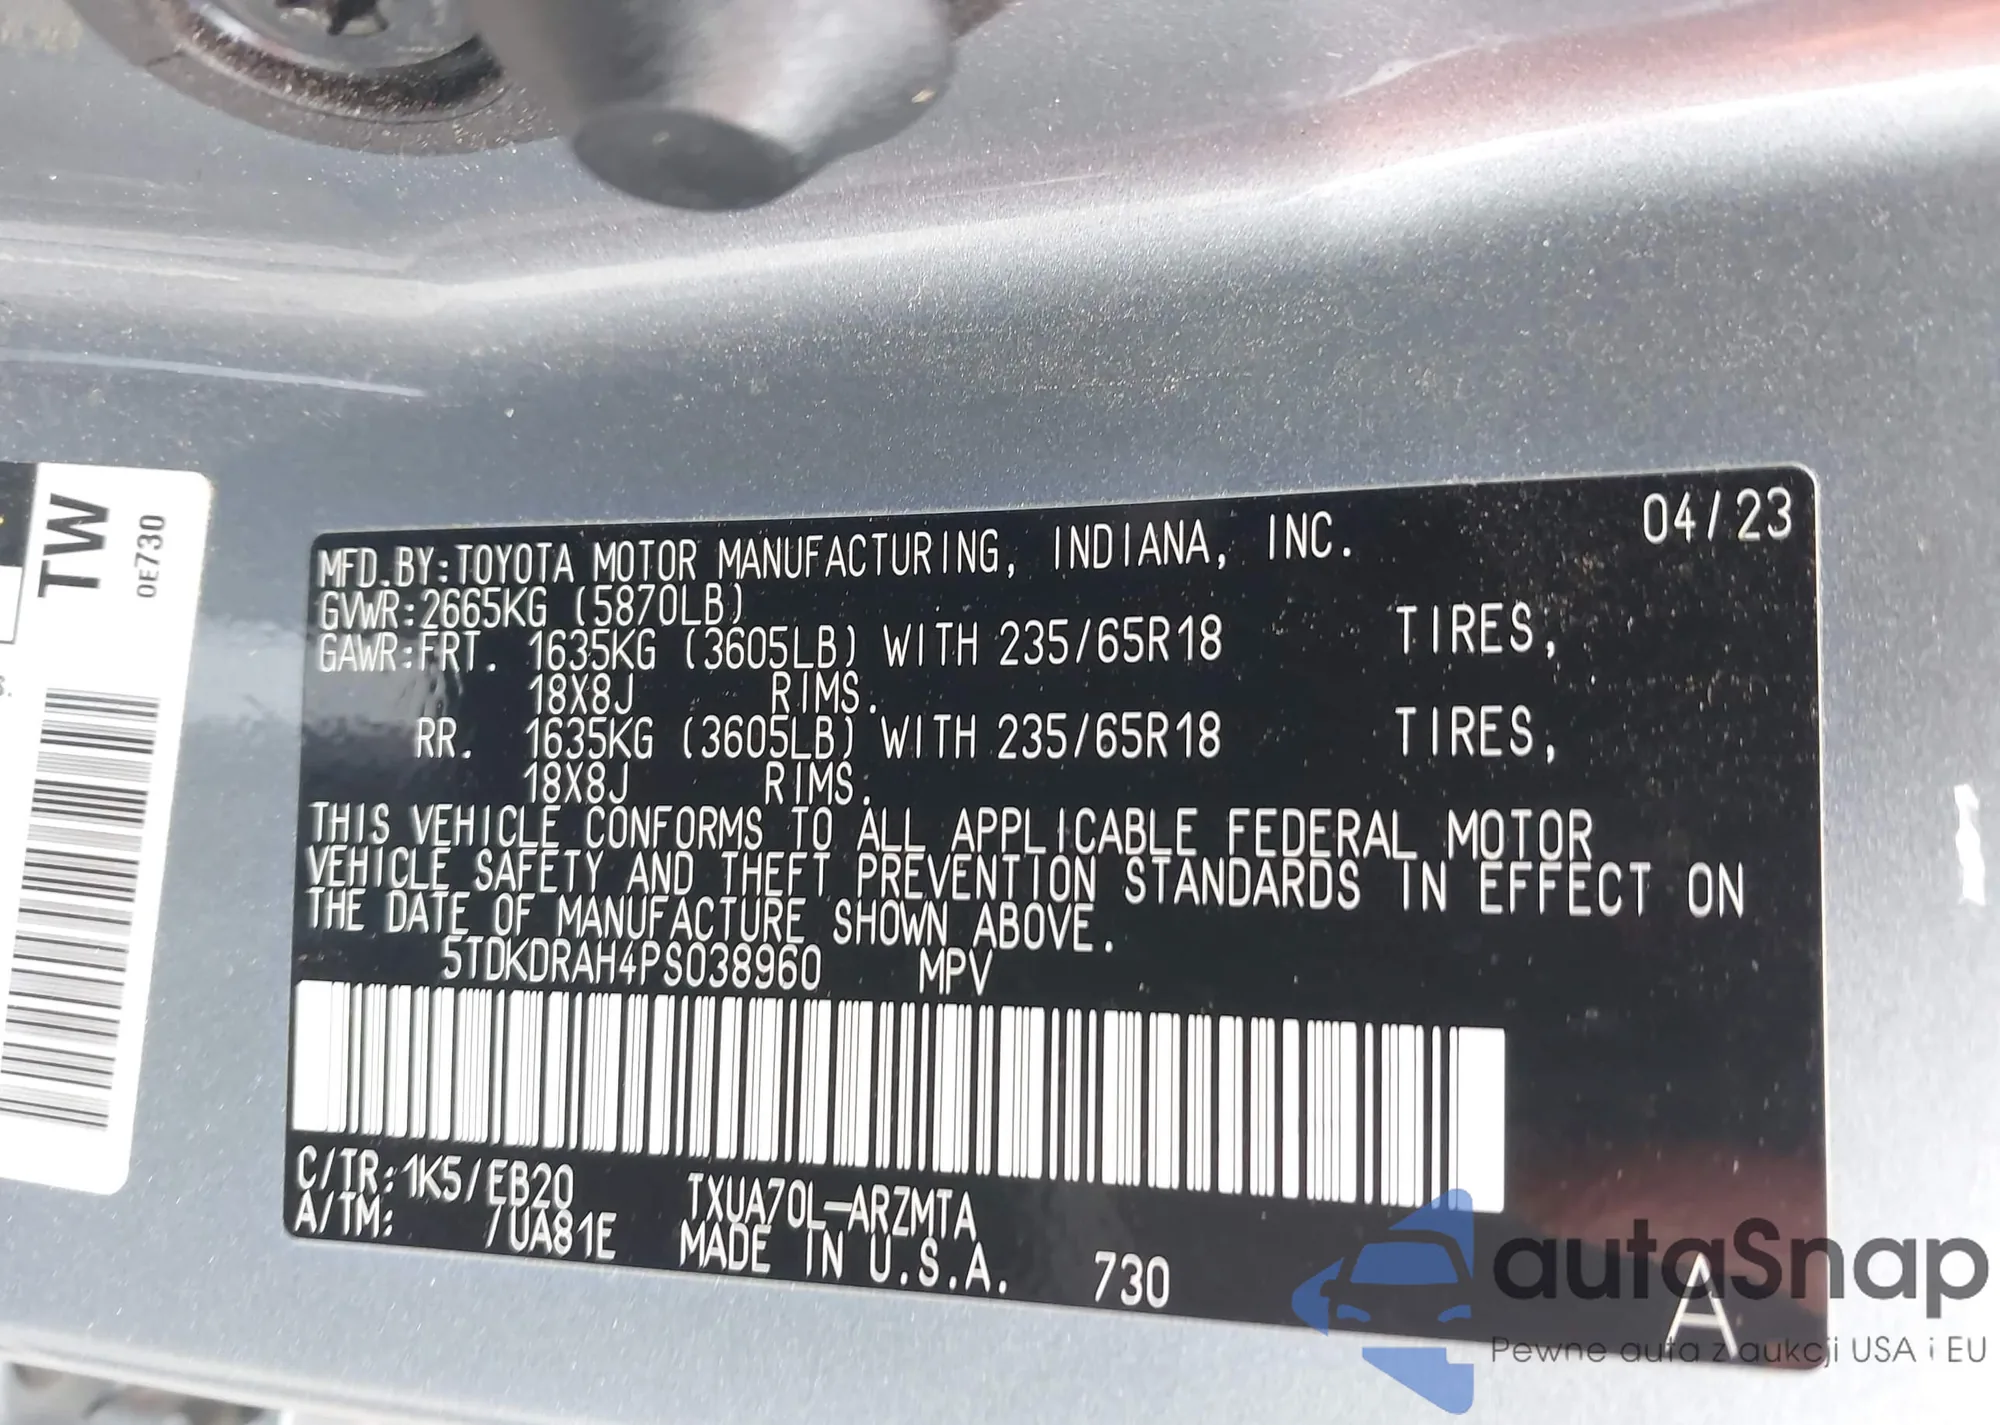 TW
0E730
S.
04/23
MFD.BY:TOYOTA MOTOR MANUFACTURING, INDIANA, INC.
GVWR:2665KG (5870LB)
GAWR:FRT. 1635KG (3605LB) WITH 235/65R18 TIRES,
18X8J RIMS.
RR. 1635KG (3605LB) WITH 235/65R18 TIRES,
18X8J RIMS.
THIS VEHICLE CONFORMS TO ALL APPLICABLE FEDERAL MOTOR
VEHICLE SAFETY AND THEFT PREVENTION STANDARDS IN EFFECT ON
THE DATE OF MANUFACTURE SHOWN ABOVE.
5TDKDRAH4PS038960 MPV
C/TR:1K5/EB20 TXUA70L-ARZMTA
A/TM: /UA81E MADE IN U.S.A. 730 A
autaSnap
Pewne auta z aukcji USA i EU